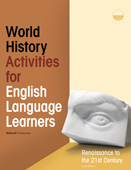 World
History
Activities
for
English
Language
Learners
Renaissance to
the 21st Century